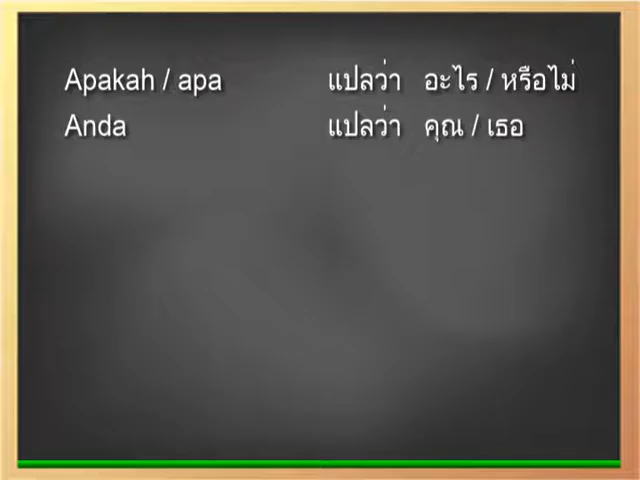 Apakah / apa แปลว่า อะไร / หรือไม่
Anda แปลว่า คุณ / เธอ